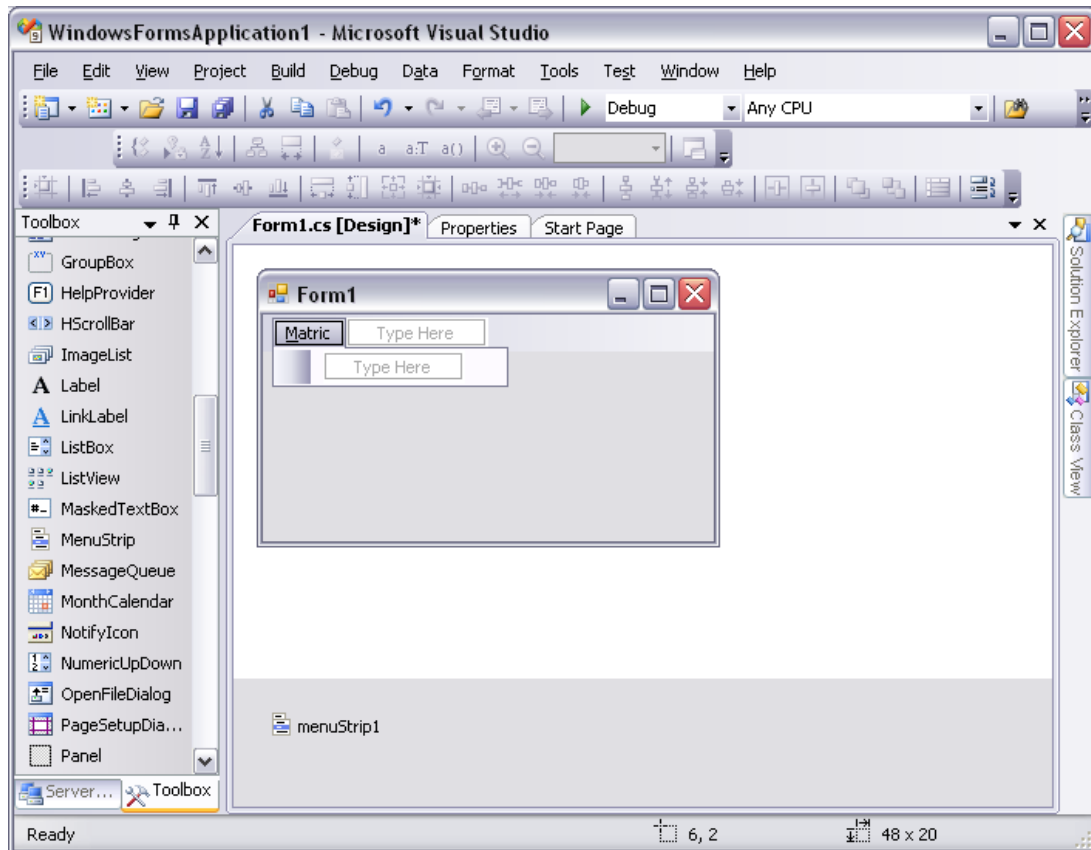 WindowsFormsApplication1 - Microsoft Visual Studio
File Edit View Project Build Debug Data Format Tools Test Window Help
Debug Any CPU
a a:T a()
Toolbox
Form1.cs [Design]* Properties Start Page
GroupBox
HelpProvider
HScrollBar
ImageList
Label
LinkLabel
ListBox
ListView
MaskedTextBox
MenuStrip
MessageQueue
MonthCalendar
NotifyIcon
NumericUpDown
OpenFileDialog
PageSetupDia...
Panel
Server... Toolbox
Form1
Matric Type Here
Type Here
menuStrip1
Solution Explorer
Class View
Ready 6, 2 48 x 20